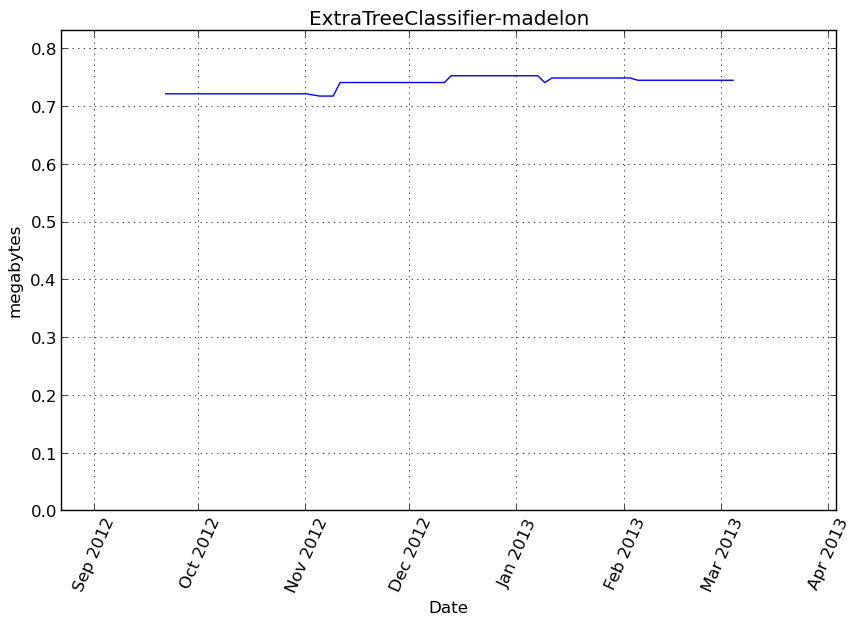 ExtraTreeClassifier-madelon
0.8
0.7
0.6
0.5
0.4
0.3
0.2
0.1
0.0
megabytes
Sep 2012
Oct 2012
Nov 2012
Dec 2012
Jan 2013
Feb 2013
Mar 2013
Apr 2013
Date